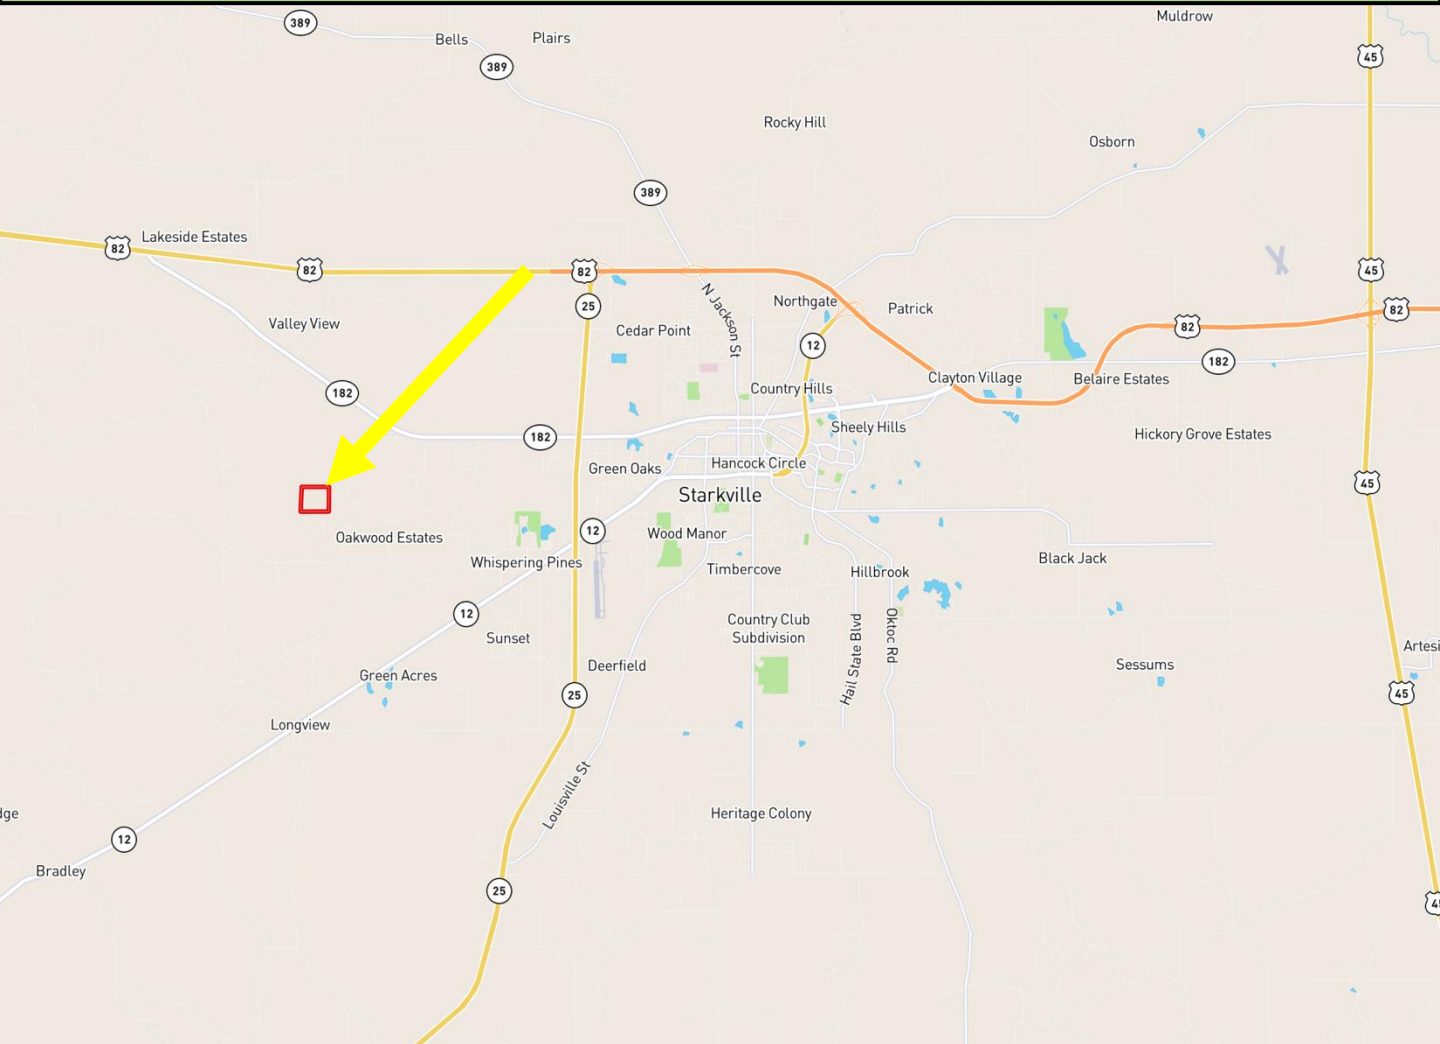 Muldrow
389
Bells
Plairs
45
389
Rocky Hill
Osborn
389
Lakeside Estates
82
82
82
45
25
N Jackson St
Northgate
Patrick
82
Valley View
Cedar Point
82
12
182
Country Hills
Clayton Village
Belaire Estates
182
Sheely Hills
182
Hickory Grove Estates
Green Oaks
Hancock Circle
45
Starkville
12
Wood Manor
Oakwood Estates
Whispering Pines
Timbercove
Hillbrook
Black Jack
12
Country Club
Subdivision
Sunset
Oktoc Rd
Hail State Blvd
Artesi
Deerfield
Sessums
Green Acres
25
45
Longview
Louisville St
dge
Heritage Colony
12
Bradley
25
45